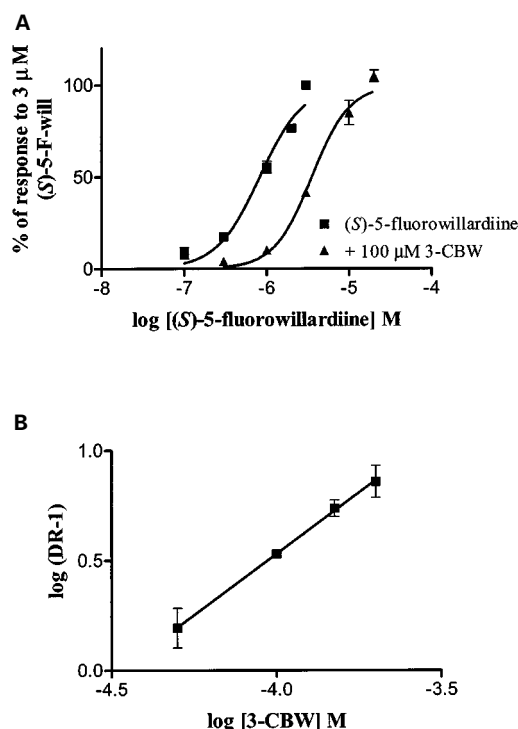 A
% of response to 3 μM
(S)-5-F-will
100
50
0
(S)-5-fluorowillardiine
+ 100 μM 3-CBW
-8 -7 -6 -5 -4
log [(S)-5-fluorowillardiine] M
B
log (DR-1)
1.0
0.5
0.0
-4.5 -4.0 -3.5
log [3-CBW] M